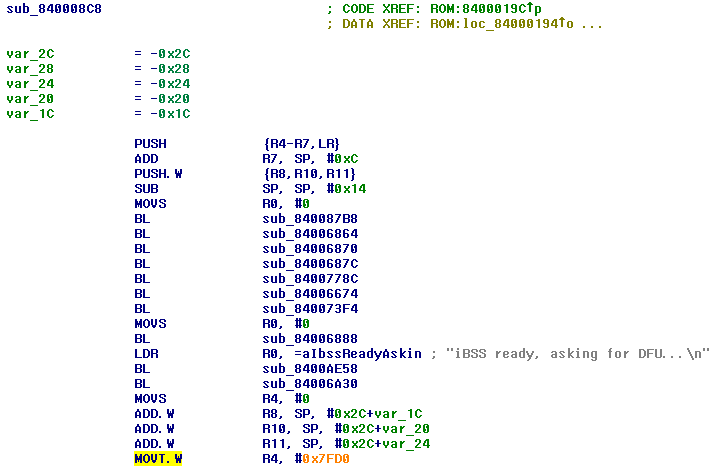 sub_840008C8 ; CODE XREF: ROM:8400019C↑p
; DATA XREF: ROM:loc_84000194↑o ...
var_2C = -0x2C
var_28 = -0x28
var_24 = -0x24
var_20 = -0x20
var_1C = -0x1C
PUSH {R4-R7,LR}
ADD R7, SP, #0xC
PUSH.W {R8,R10,R11}
SUB SP, SP, #0x14
MOVS R0, #0
BL sub_840087B8
BL sub_84006864
BL sub_84006870
BL sub_8400687C
BL sub_8400778C
BL sub_84006674
BL sub_840073F4
MOVS R0, #0
BL sub_84006888
LDR R0, =aIbssReadyAskin ; "iBSS ready, asking for DFU...\n"
BL sub_8400AE58
BL sub_84006A30
MOVS R4, #0
ADD.W R8, SP, #0x2C+var_1C
ADD.W R10, SP, #0x2C+var_20
ADD.W R11, SP, #0x2C+var_24
MOVT.W R4, #0x7FD0